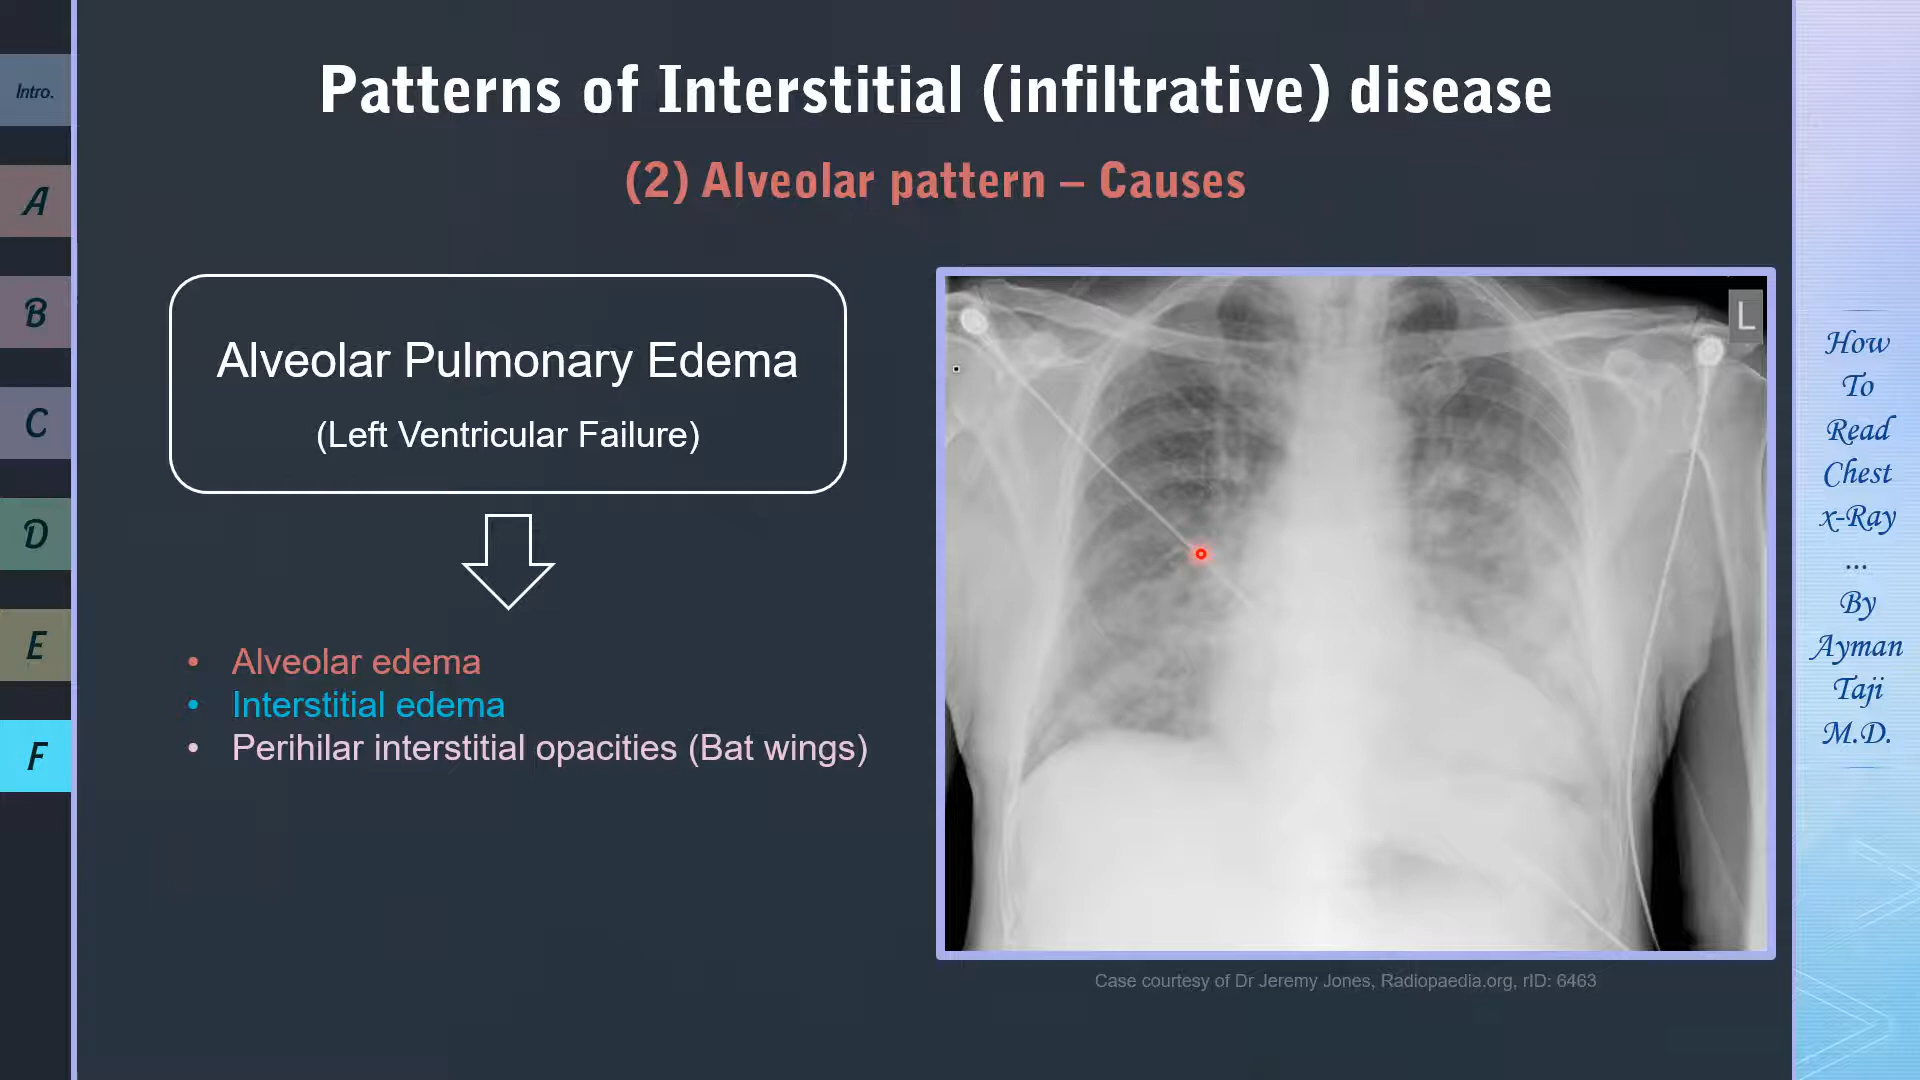 Patterns of Interstitial (infiltrative) disease
(2) Alveolar pattern – Causes
Intro.
A
B
C
D
E
F
Alveolar Pulmonary Edema
(Left Ventricular Failure)
• Alveolar edema
• Interstitial edema
• Perihilar interstitial opacities (Bat wings)
L
Case courtesy of Dr Jeremy Jones, Radiopaedia.org, rID: 6463
How
To
Read
Chest
x-Ray
...
By
Ayman
Taji
M.D.